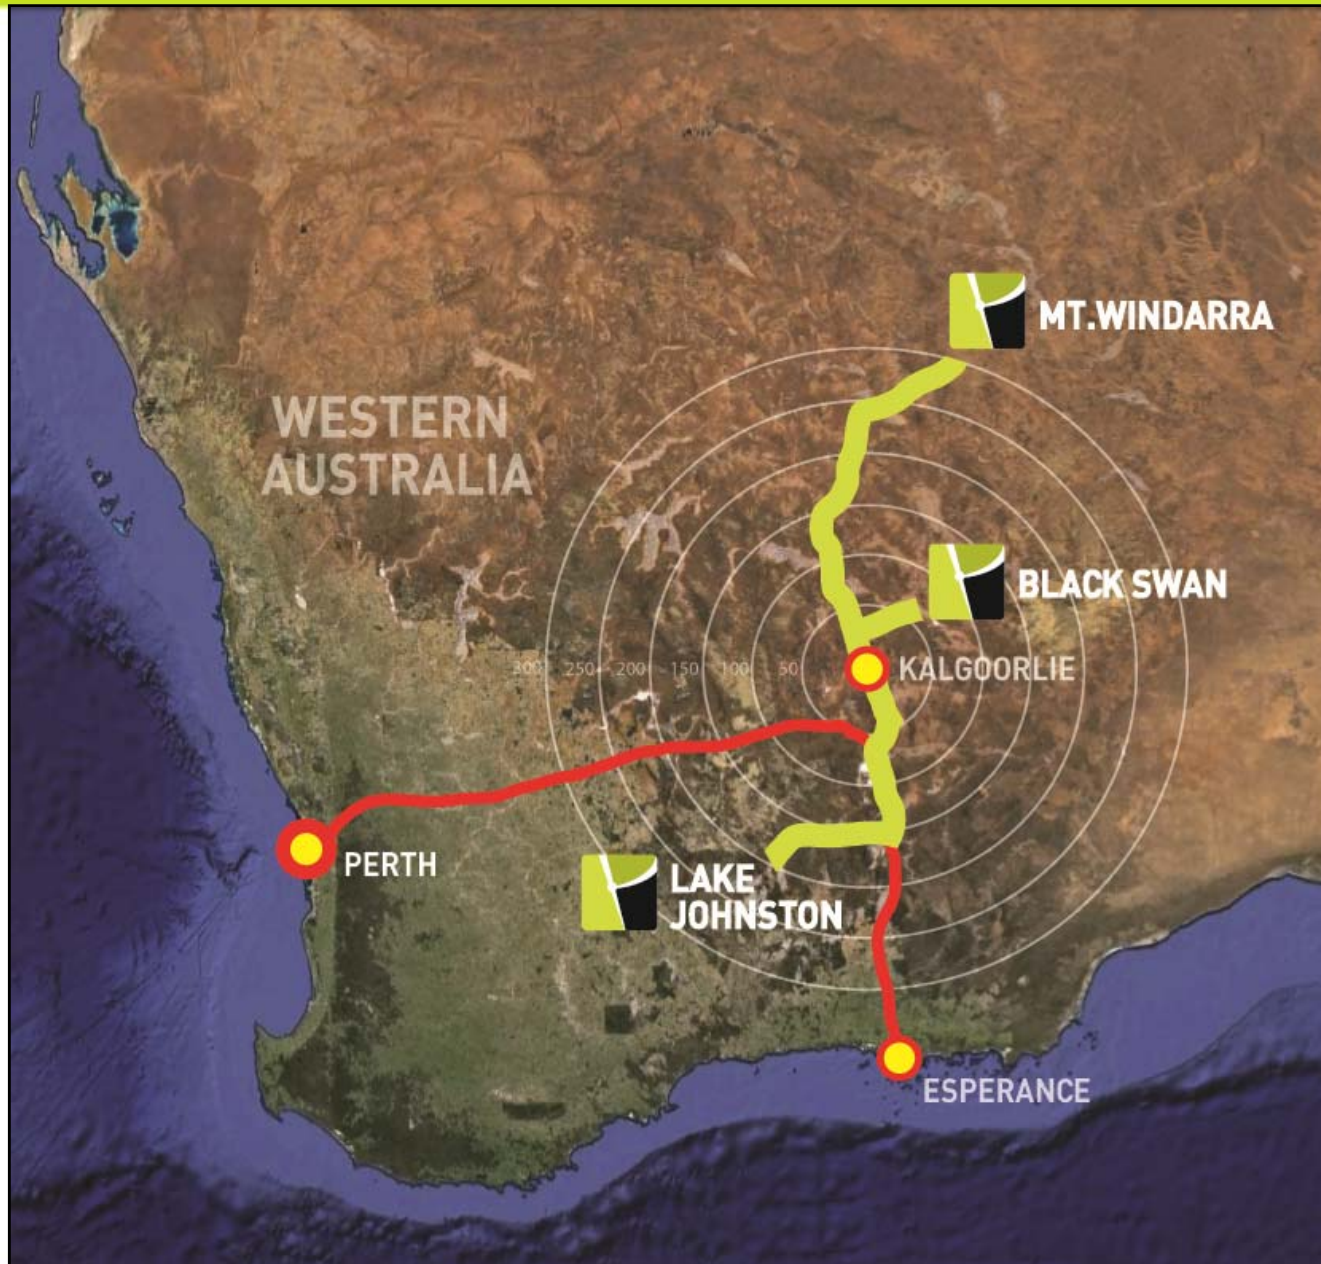 MT.WINDARRA
WESTERN
AUSTRALIA
BLACK SWAN
300 250 200 150 100 50
KALGOORLIE
PERTH
LAKE
JOHNSTON
ESPERANCE